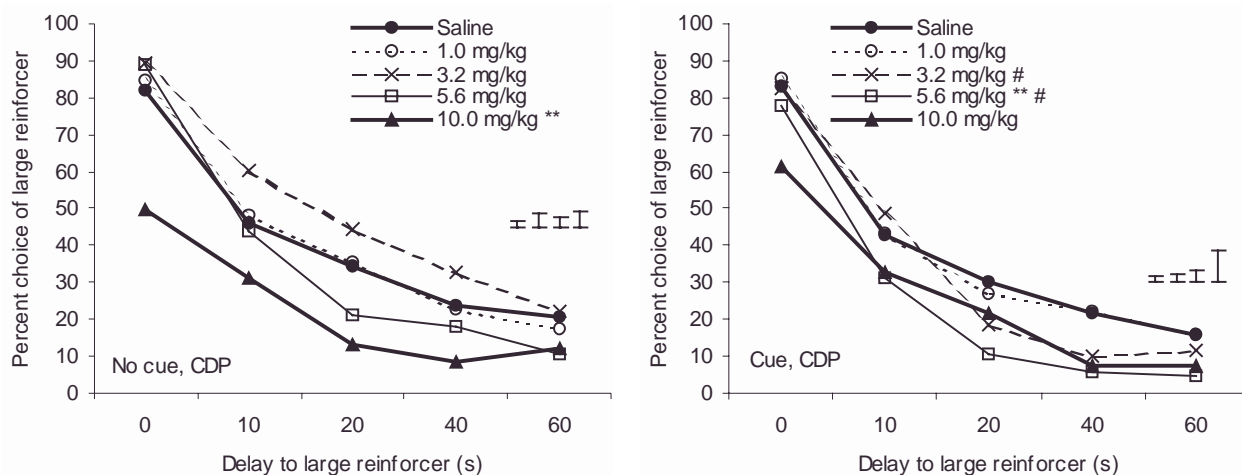 Percent choice of large reinforcer
100
90
80
70
60
50
40
30
20
10
0
Saline
1.0 mg/kg
3.2 mg/kg
5.6 mg/kg
10.0 mg/kg **
No cue, CDP
0 10 20 40 60
Delay to large reinforcer (s)
Percent choice of large reinforcer
100
90
80
70
60
50
40
30
20
10
0
Saline
1.0 mg/kg
3.2 mg/kg #
5.6 mg/kg ** #
10.0 mg/kg
Cue, CDP
0 10 20 40 60
Delay to large reinforcer (s)